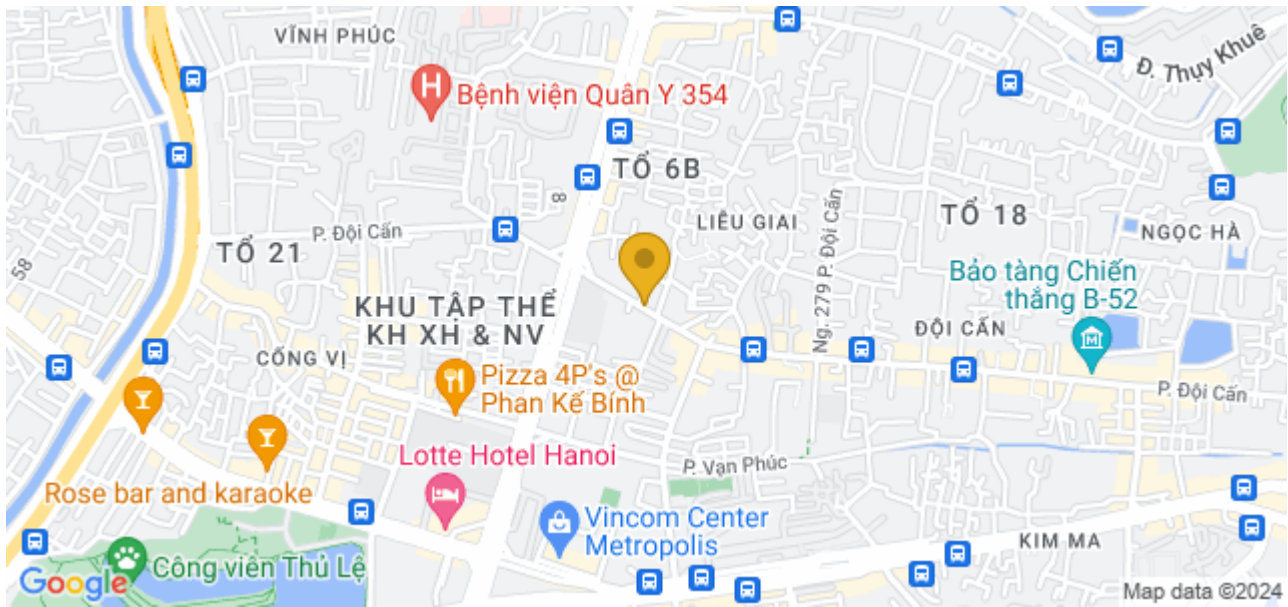 VĨNH PHÚC
Đ. Thụy Khuê
Bệnh viện Quân Y 354
TỔ 6B
8
LIỄU GIAI
Ng. 279 P. Đội Cấn
TỔ 18
NGỌC HÀ
P. Đội Cấn
TỔ 21
58
Bảo tàng Chiến
thắng B-52
KHU TẬP THỂ
KH XH & NV
ĐỘI CẤN
CỐNG VỊ
Pizza 4P's @
Phan Kế Bính
P. Đội Cấn
Lotte Hotel Hanoi
P. Vạn Phúc
Rose bar and karaoke
Vincom Center
Metropolis
KIM MA
Công viên Thủ Lệ
Google
Map data ©2024